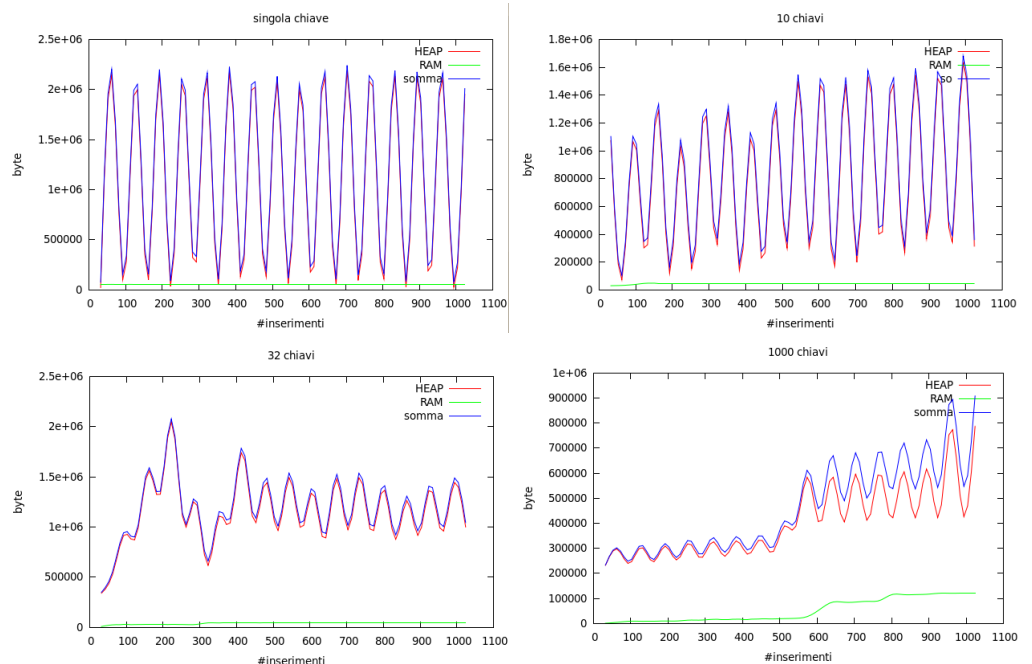 singola chiave
2.5e+06
2e+06
1.5e+06
1e+06
500000
0
byte
HEAP
RAM
somma
0 100 200 300 400 500 600 700 800 900 1000 1100
#inserimenti
10 chiavi
1.8e+06
1.6e+06
1.4e+06
1.2e+06
1e+06
800000
600000
400000
200000
0
byte
HEAP
RAM
so
0 100 200 300 400 500 600 700 800 900 1000 1100
#inserimenti
32 chiavi
2.5e+06
2e+06
1.5e+06
1e+06
500000
0
byte
HEAP
RAM
somma
0 100 200 300 400 500 600 700 800 900 1000 1100
#inserimenti
1000 chiavi
1e+06
900000
800000
700000
600000
500000
400000
300000
200000
100000
0
byte
HEAP
RAM
somma
0 100 200 300 400 500 600 700 800 900 1000 1100
#inserimenti